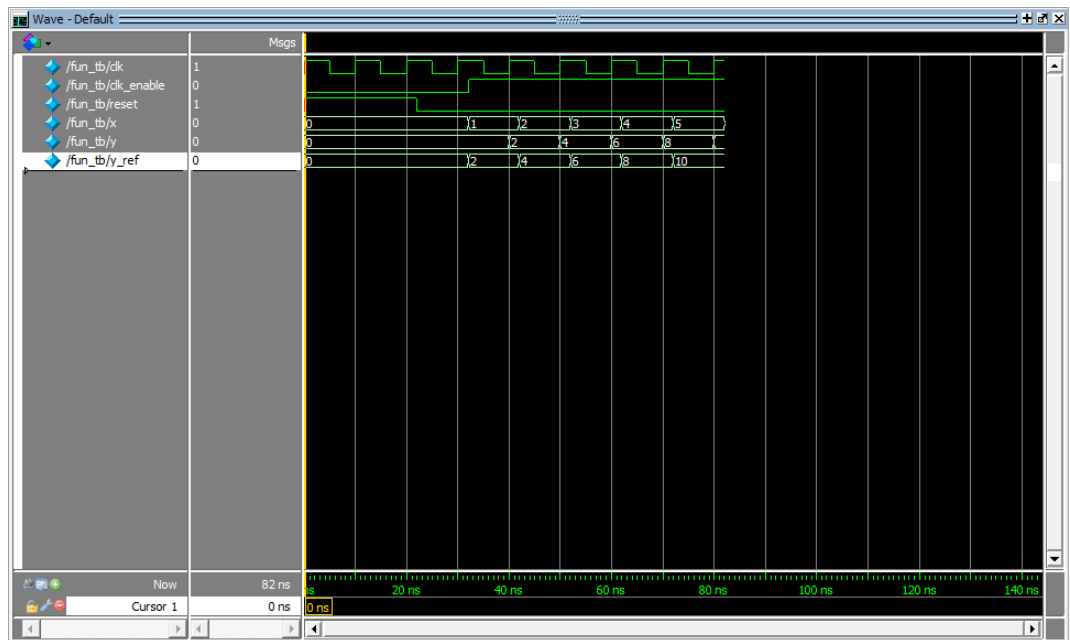 Wave - Default
Msgs
/fun_tb/clk 1
/fun_tb/clk_enable 0
/fun_tb/reset 1
/fun_tb/x 0 0 1 2 3 4 5
/fun_tb/y 0 0 2 4 6 8
/fun_tb/y_ref 0 0 2 4 6 8 10
Now 82 ns ns 20 ns 40 ns 60 ns 80 ns 100 ns 120 ns 140 ns
Cursor 1 0 ns 0 ns